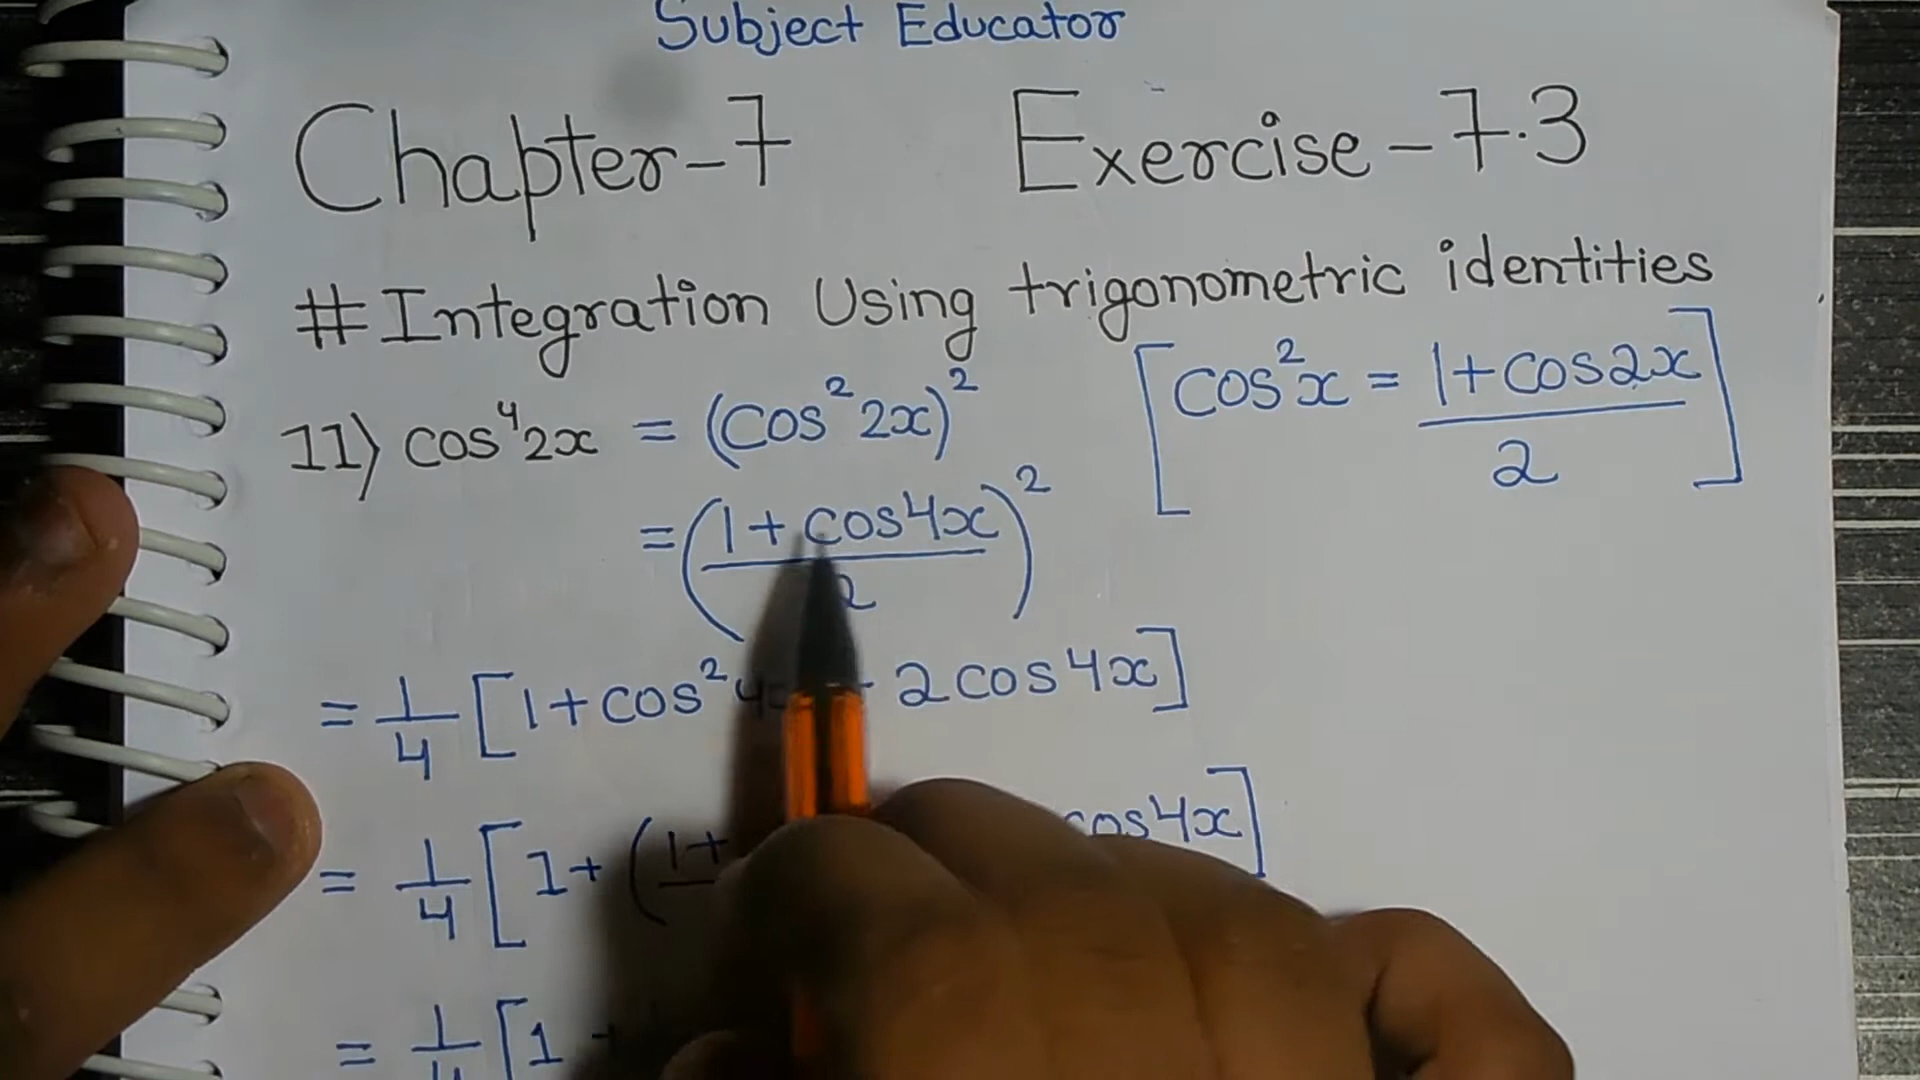 Subject Educator
Chapter-7 Exercise-7.3
#Integration Using trigonometric identities
11) cos⁴2x = (cos²2x)² [cos²x = (1+cos2x)/2]
= ((1+cos4x)/2)²
= 1/4 [1+cos²4x + 2cos4x]
= 1/4 [1+(1+ cos4x]
= 1/4 [1 +